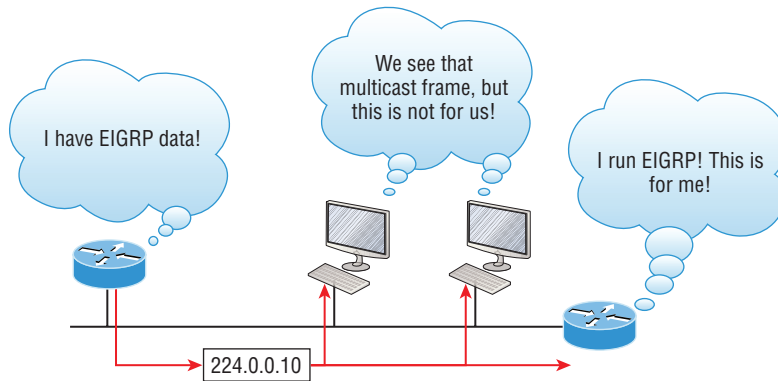 I have EIGRP data!
We see that
multicast frame, but
this is not for us!
I run EIGRP! This is
for me!
224.0.0.10